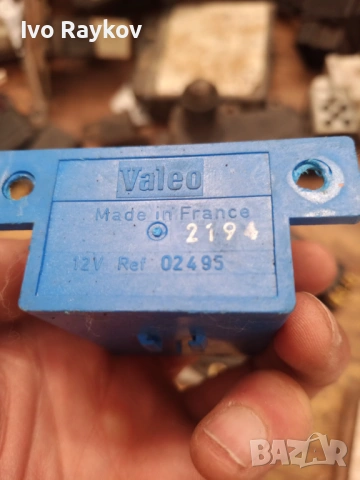 Ivo Raykov
Valeo
Made in France
2194
12V Ref 02495
BAZAR